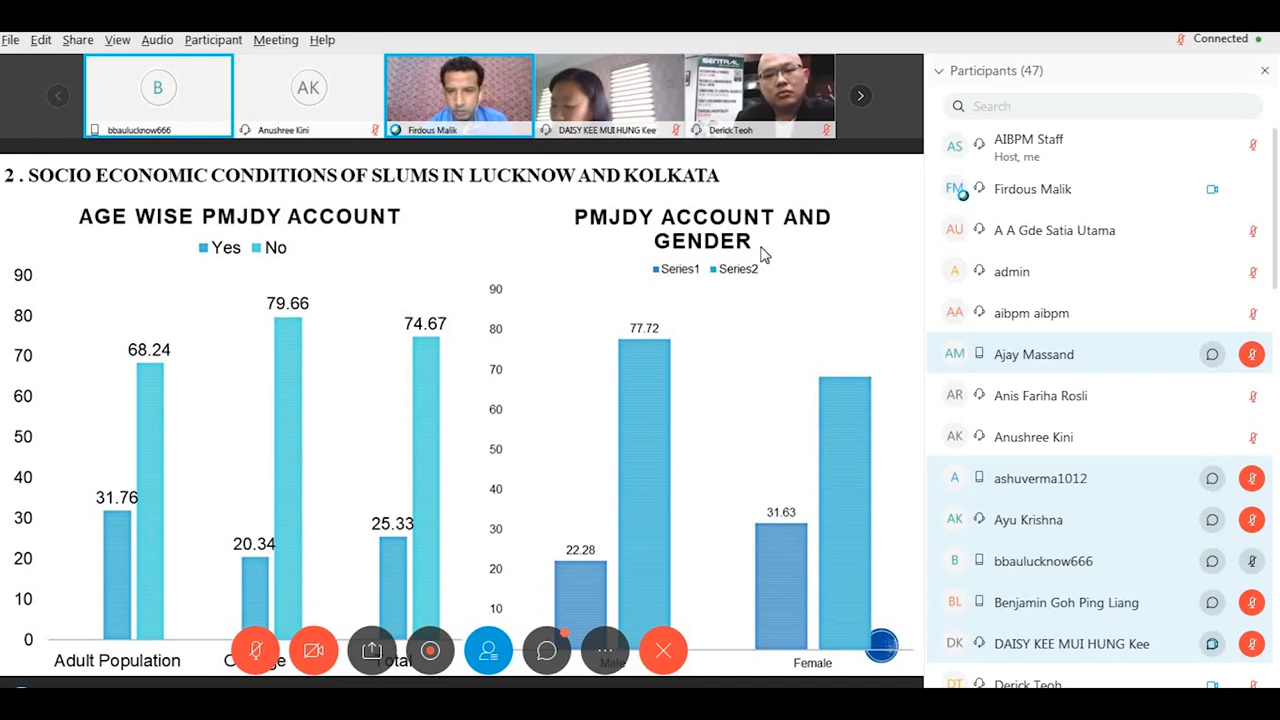 File Edit Share View Audio Participant Meeting Help
Connected
B
AK
bbaulucknow666
Anushree Kini
Firdous Malik
DAISY KEE MUI HUNG Kee
Derick Teoh
SENTRAL
2 . SOCIO ECONOMIC CONDITIONS OF SLUMS IN LUCKNOW AND KOLKATA
AGE WISE PMJDY ACCOUNT
Yes No
90
80
70
60
50
40
30
20
10
0
31.76
68.24
20.34
79.66
25.33
74.67
Adult Population
Total
PMJDY ACCOUNT AND
GENDER
Series1 Series2
90
80
70
60
50
40
30
20
10
22.28
77.72
31.63
Male
Female
Participants (47)
Search
AS AIBPM Staff
Host, me
FM Firdous Malik
AU A A Gde Satia Utama
A admin
AA aibpm aibpm
AM Ajay Massand
AR Anis Fariha Rosli
AK Anushree Kini
A ashuverma1012
AK Ayu Krishna
B bbaulucknow666
BL Benjamin Goh Ping Liang
DK DAISY KEE MUI HUNG Kee
DT Derick Teoh